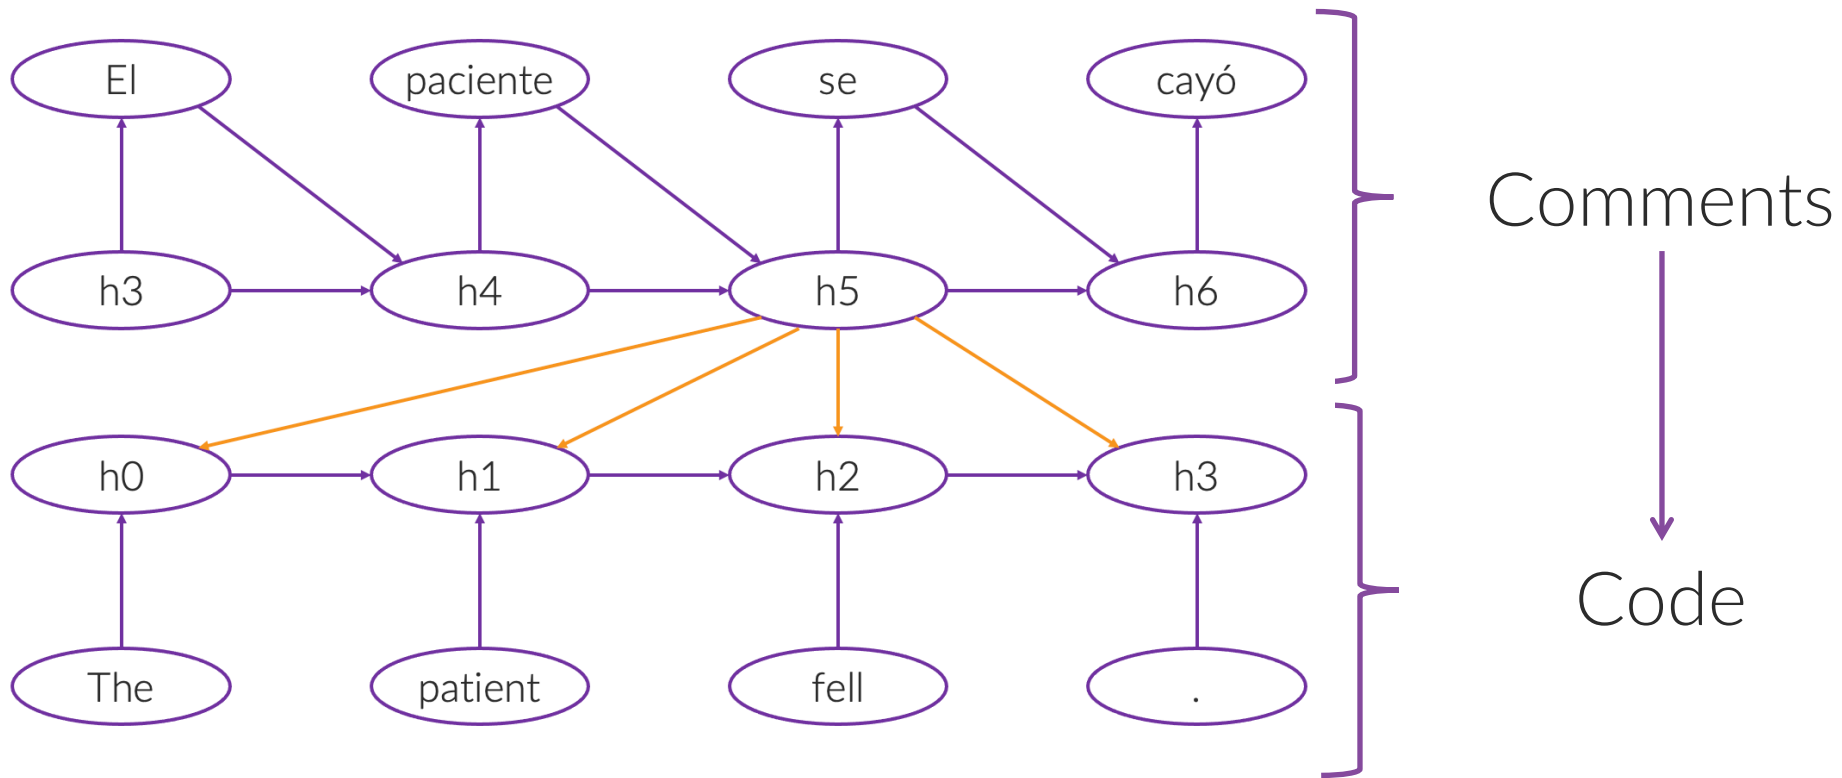 El paciente se cayó
h3 h4 h5 h6
h0 h1 h2 h3
The patient fell .
Comments
Code